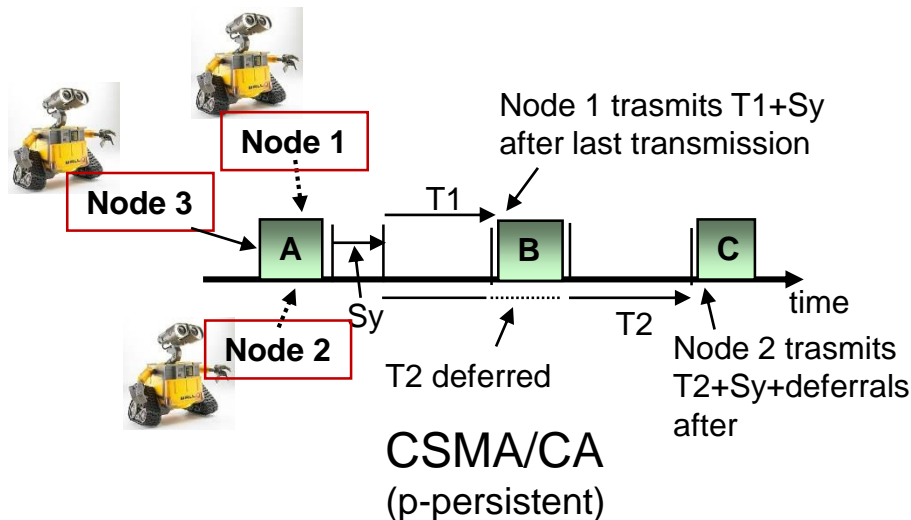 Node 1
Node 3
Node 1 trasmits T1+Sy
after last transmission
T1
A
B
C
Sy
time
T2
Node 2
T2 deferred
Node 2 trasmits
T2+Sy+deferrals
after
CSMA/CA
(p-persistent)